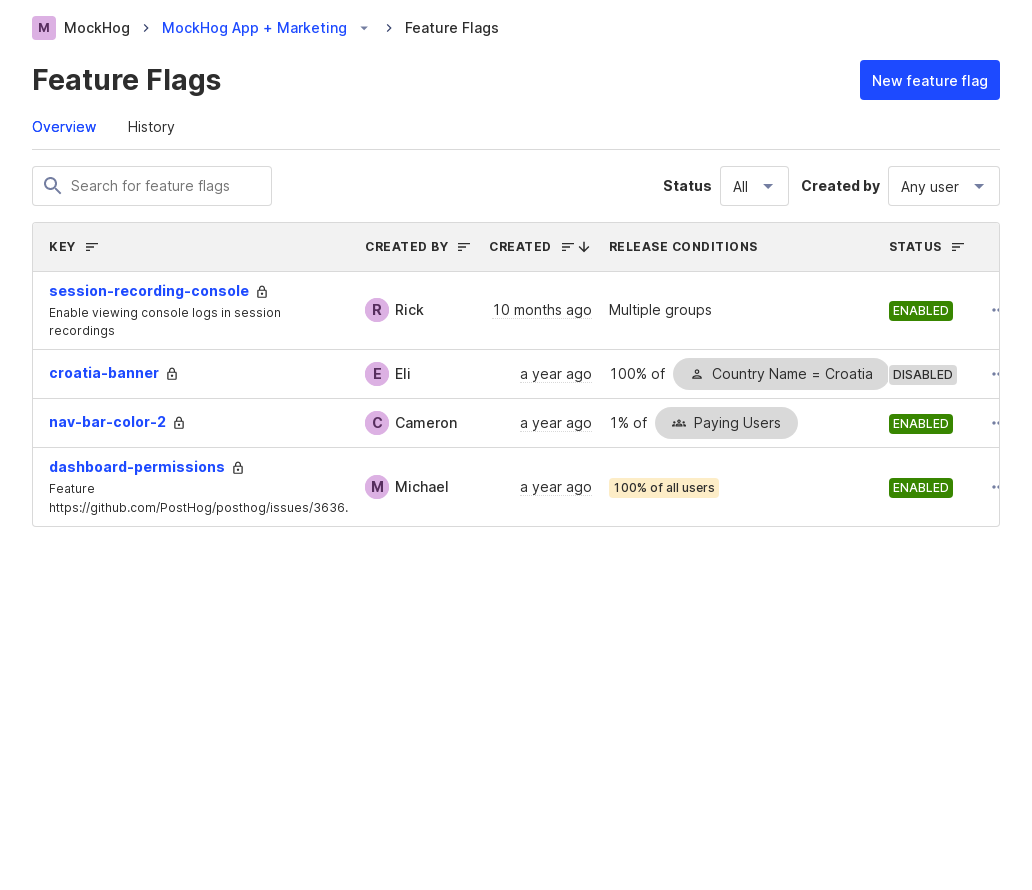 M MockHog > MockHog App + Marketing > Feature Flags
Feature Flags
New feature flag
Overview History
Search for feature flags Status All Created by Any user
KEY CREATED BY CREATED RELEASE CONDITIONS STATUS
session-recording-console
Enable viewing console logs in session
recordings
R Rick 10 months ago Multiple groups ENABLED
croatia-banner E Eli a year ago 100% of Country Name = Croatia DISABLED
nav-bar-color-2 C Cameron a year ago 1% of Paying Users ENABLED
dashboard-permissions
Feature
https://github.com/PostHog/posthog/issues/3636.
M Michael a year ago 100% of all users ENABLED